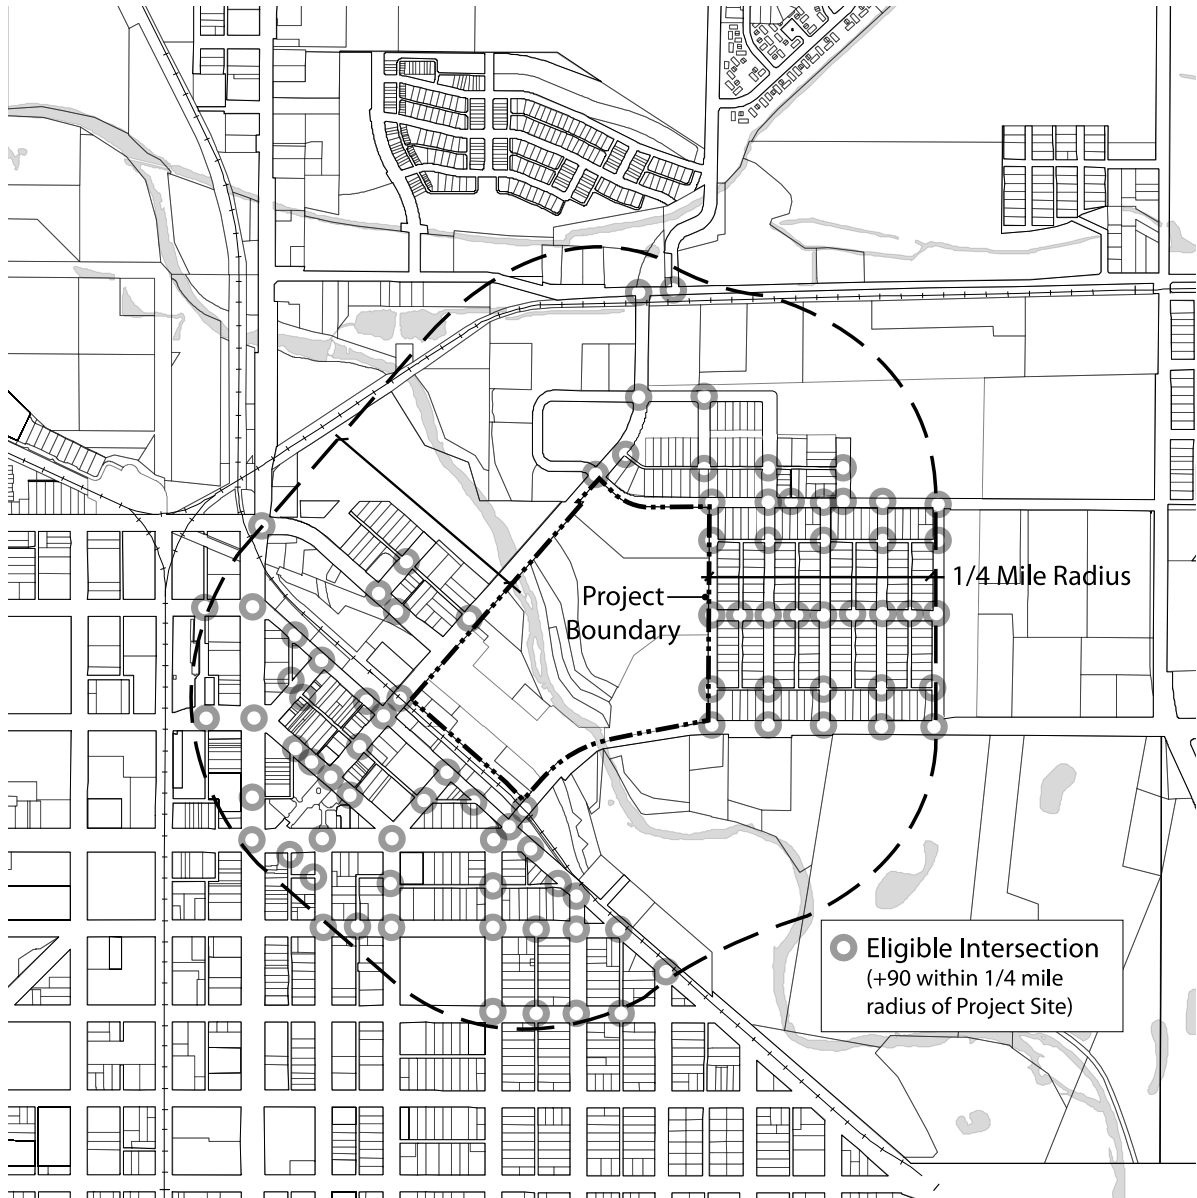 1/4 Mile Radius
Project
Boundary
Eligible Intersection
(+90 within 1/4 mile
radius of Project Site)